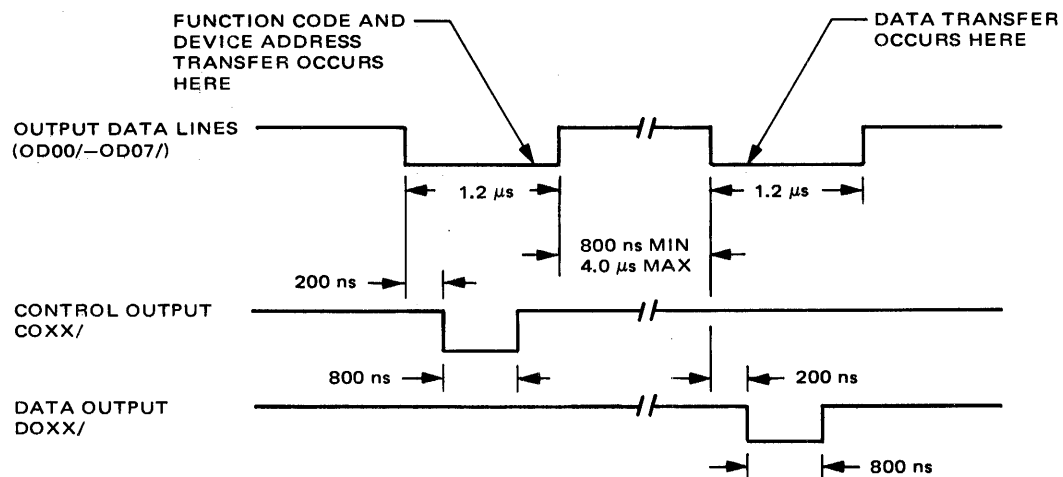 FUNCTION CODE AND
DEVICE ADDRESS
TRANSFER OCCURS
HERE
DATA TRANSFER
OCCURS HERE
OUTPUT DATA LINES
(OD00/–OD07/)
1.2 μs
1.2 μs
800 ns MIN
4.0 μs MAX
200 ns
CONTROL OUTPUT
COXX/
800 ns
200 ns
DATA OUTPUT
DOXX/
800 ns